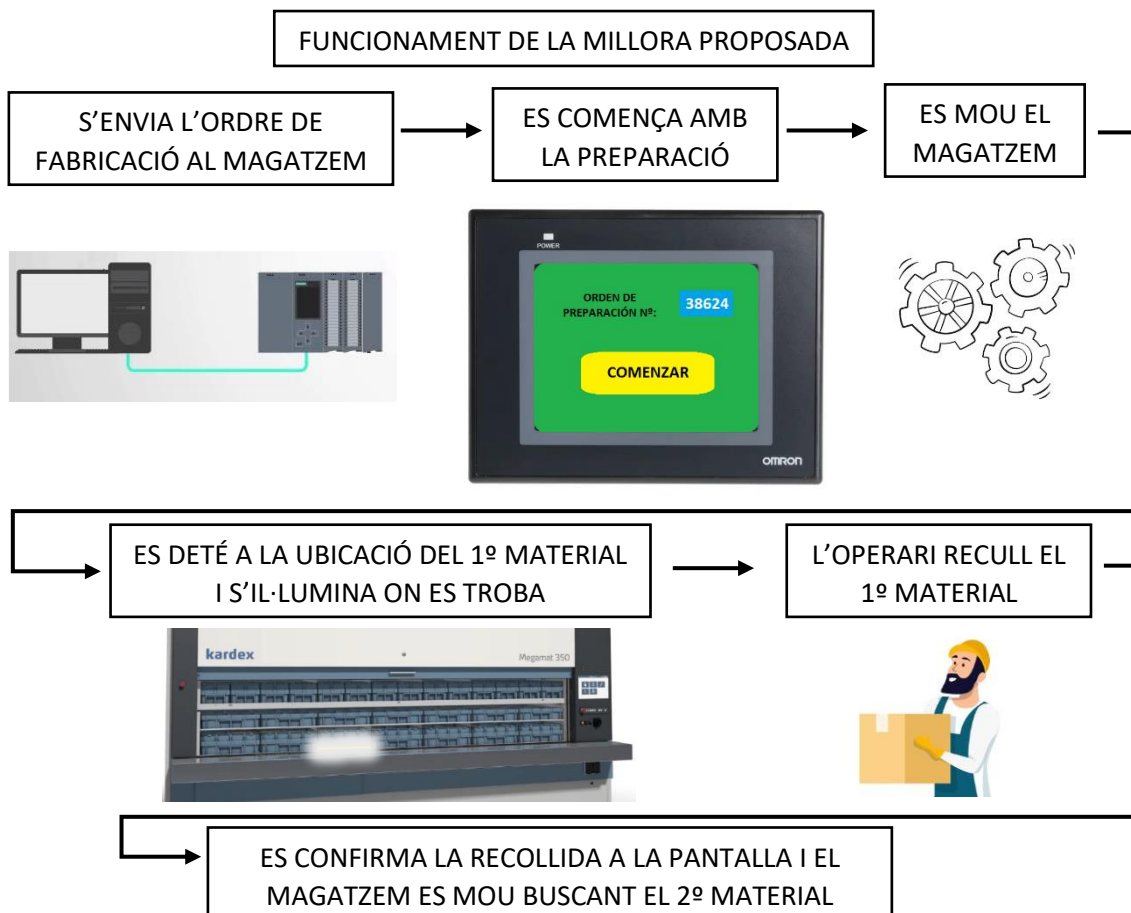 FUNCIONAMENT DE LA MILLORA PROPOSADA
S'ENVIA L'ORDRE DE
FABRICACIÓ AL MAGATZEM
ES COMENÇA AMB
LA PREPARACIÓ
ES MOU EL
MAGATZEM
POWER
ORDEN DE
PREPARACIÓN Nº:
38624
COMENZAR
OMRON
ES DETÉ A LA UBICACIÓ DEL 1º MATERIAL
I S'IL·LUMINA ON ES TROBA
L'OPERARI RECULL EL
1º MATERIAL
kardex
Megamat 350
ES CONFIRMA LA RECOLLIDA A LA PANTALLA I EL
MAGATZEM ES MOU BUSCANT EL 2º MATERIAL